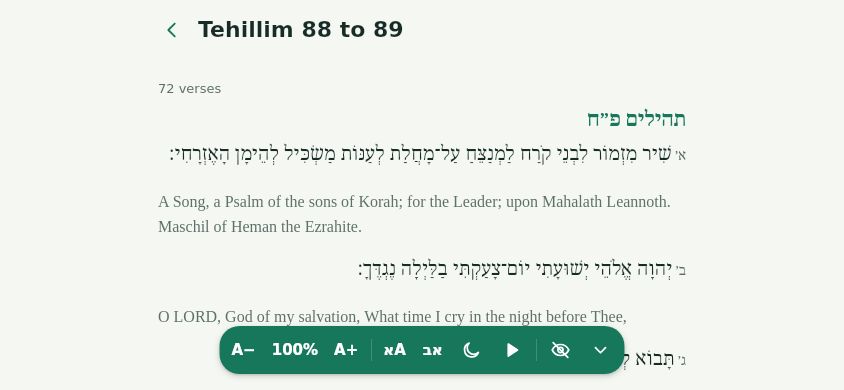 Tehillim 88 to 89
72 verses
תהילים פ״ח
א׳ שִׁיר מִזְמוֹר לִבְנֵי קֹרַח לַמְנַצֵּחַ עַל־מָחֲלַת לְעַנּוֹת מַשְׂכִּיל לְהֵימָן הָאֶזְרָחִי׃
A Song, a Psalm of the sons of Korah; for the Leader; upon Mahalath Leannoth.
Maschil of Heman the Ezrahite.
ב׳ יְהוָה אֱלֹהֵי יְשׁוּעָתִי יוֹם־צָעַקְתִּי בַלַּיְלָה נֶגְדֶּךָ׃
O LORD, God of my salvation, What time I cry in the night before Thee,
ג׳ תָּבוֹא
A− 100% A+ אA אב